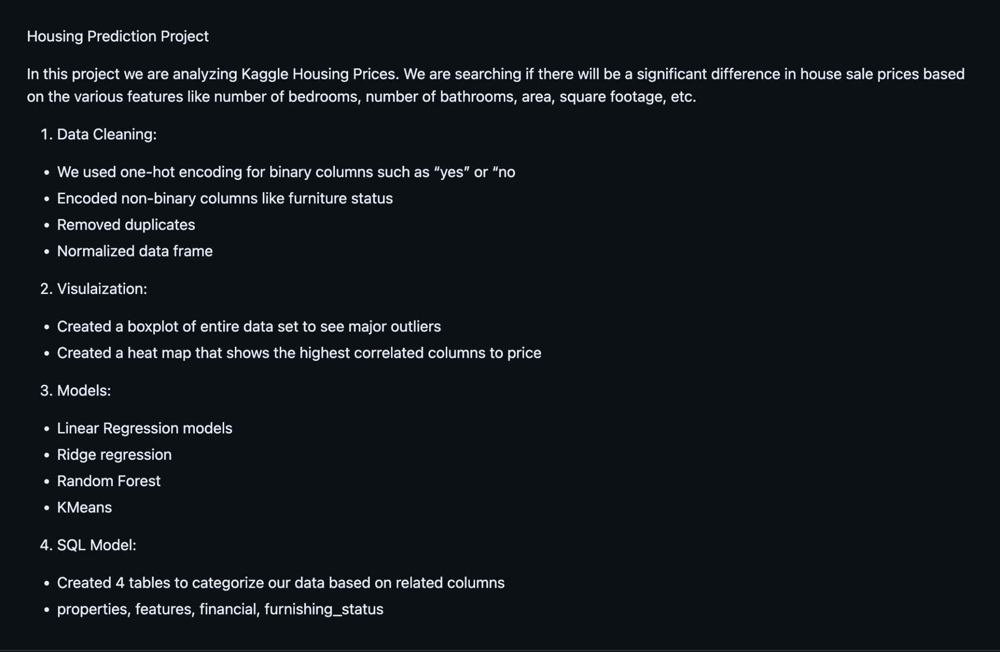 Housing Prediction Project
In this project we are analyzing Kaggle Housing Prices. We are searching if there will be a significant difference in house sale prices based
on the various features like number of bedrooms, number of bathrooms, area, square footage, etc.
1. Data Cleaning:
• We used one-hot encoding for binary columns such as “yes” or “no
• Encoded non-binary columns like furniture status
• Removed duplicates
• Normalized data frame
2. Visulaization:
• Created a boxplot of entire data set to see major outliers
• Created a heat map that shows the highest correlated columns to price
3. Models:
• Linear Regression models
• Ridge regression
• Random Forest
• KMeans
4. SQL Model:
• Created 4 tables to categorize our data based on related columns
• properties, features, financial, furnishing_status